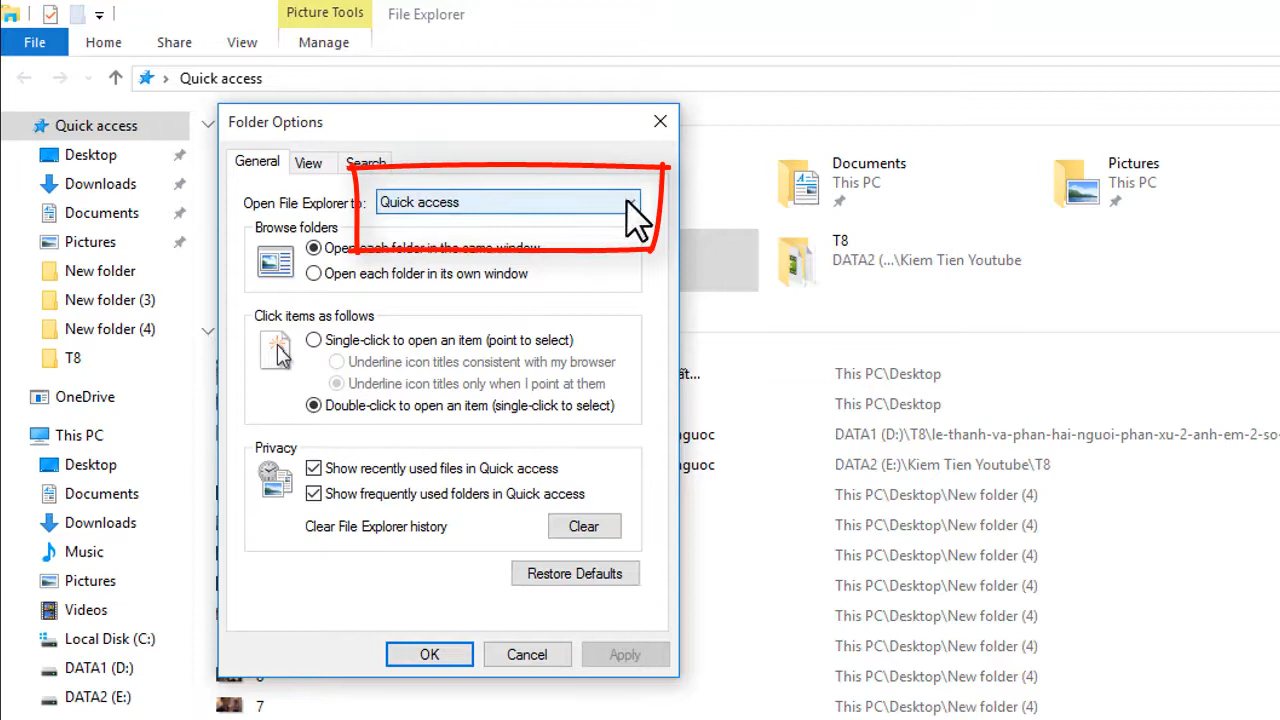 Picture Tools
File Explorer
File
Home
Share
View
Manage
Quick access
Quick access
Desktop
Downloads
Documents
Pictures
New folder
New folder (3)
New folder (4)
T8
OneDrive
This PC
Desktop
Documents
Downloads
Music
Pictures
Videos
Local Disk (C:)
DATA1 (D:)
DATA2 (E:)
Folder Options
General
View
Search
Open File Explorer to:
Quick access
Browse folders
Open each folder in the same window
Open each folder in its own window
Click items as follows
Single-click to open an item (point to select)
Underline icon titles consistent with my browser
Underline icon titles only when I point at them
Double-click to open an item (single-click to select)
Privacy
Show recently used files in Quick access
Show frequently used folders in Quick access
Clear File Explorer history
Clear
Restore Defaults
OK
Cancel
Apply
Documents
This PC
Pictures
This PC
T8
DATA2 (...\Kiem Tien Youtube
This PC\Desktop
This PC\Desktop
DATA1 (D:)\T8\le-thanh-va-phan-hai-nguoi-phan-xu-2-anh-em-2-so-
DATA2 (E:)\Kiem Tien Youtube\T8
This PC\Desktop\New folder (4)
This PC\Desktop\New folder (4)
This PC\Desktop\New folder (4)
This PC\Desktop\New folder (4)
This PC\Desktop\New folder (4)
This PC\Desktop\New folder (4)
This PC\Desktop\New folder (4)
7
This PC\Desktop\New folder (4)